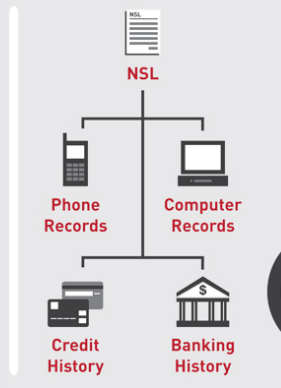 NSL
NSL
Phone Computer
Records Records
$
Credit Banking
History History